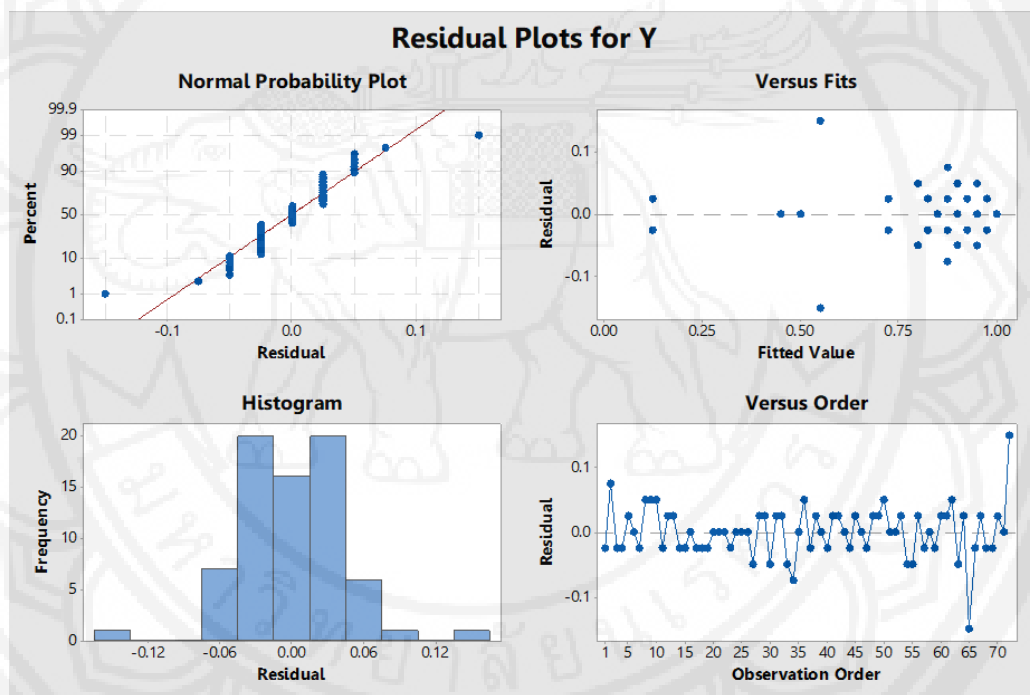 Residual Plots for Y
Normal Probability Plot
99.9
99
90
50
10
1
0.1
Percent
-0.1
0.0
0.1
Residual
Versus Fits
0.1
0.0
-0.1
Residual
0.00
0.25
0.50
0.75
1.00
Fitted Value
Histogram
20
15
10
5
0
Frequency
-0.12
-0.06
0.00
0.06
0.12
Residual
Versus Order
0.1
0.0
-0.1
Residual
1 5 10 15 20 25 30 35 40 45 50 55 60 65 70
Observation Order